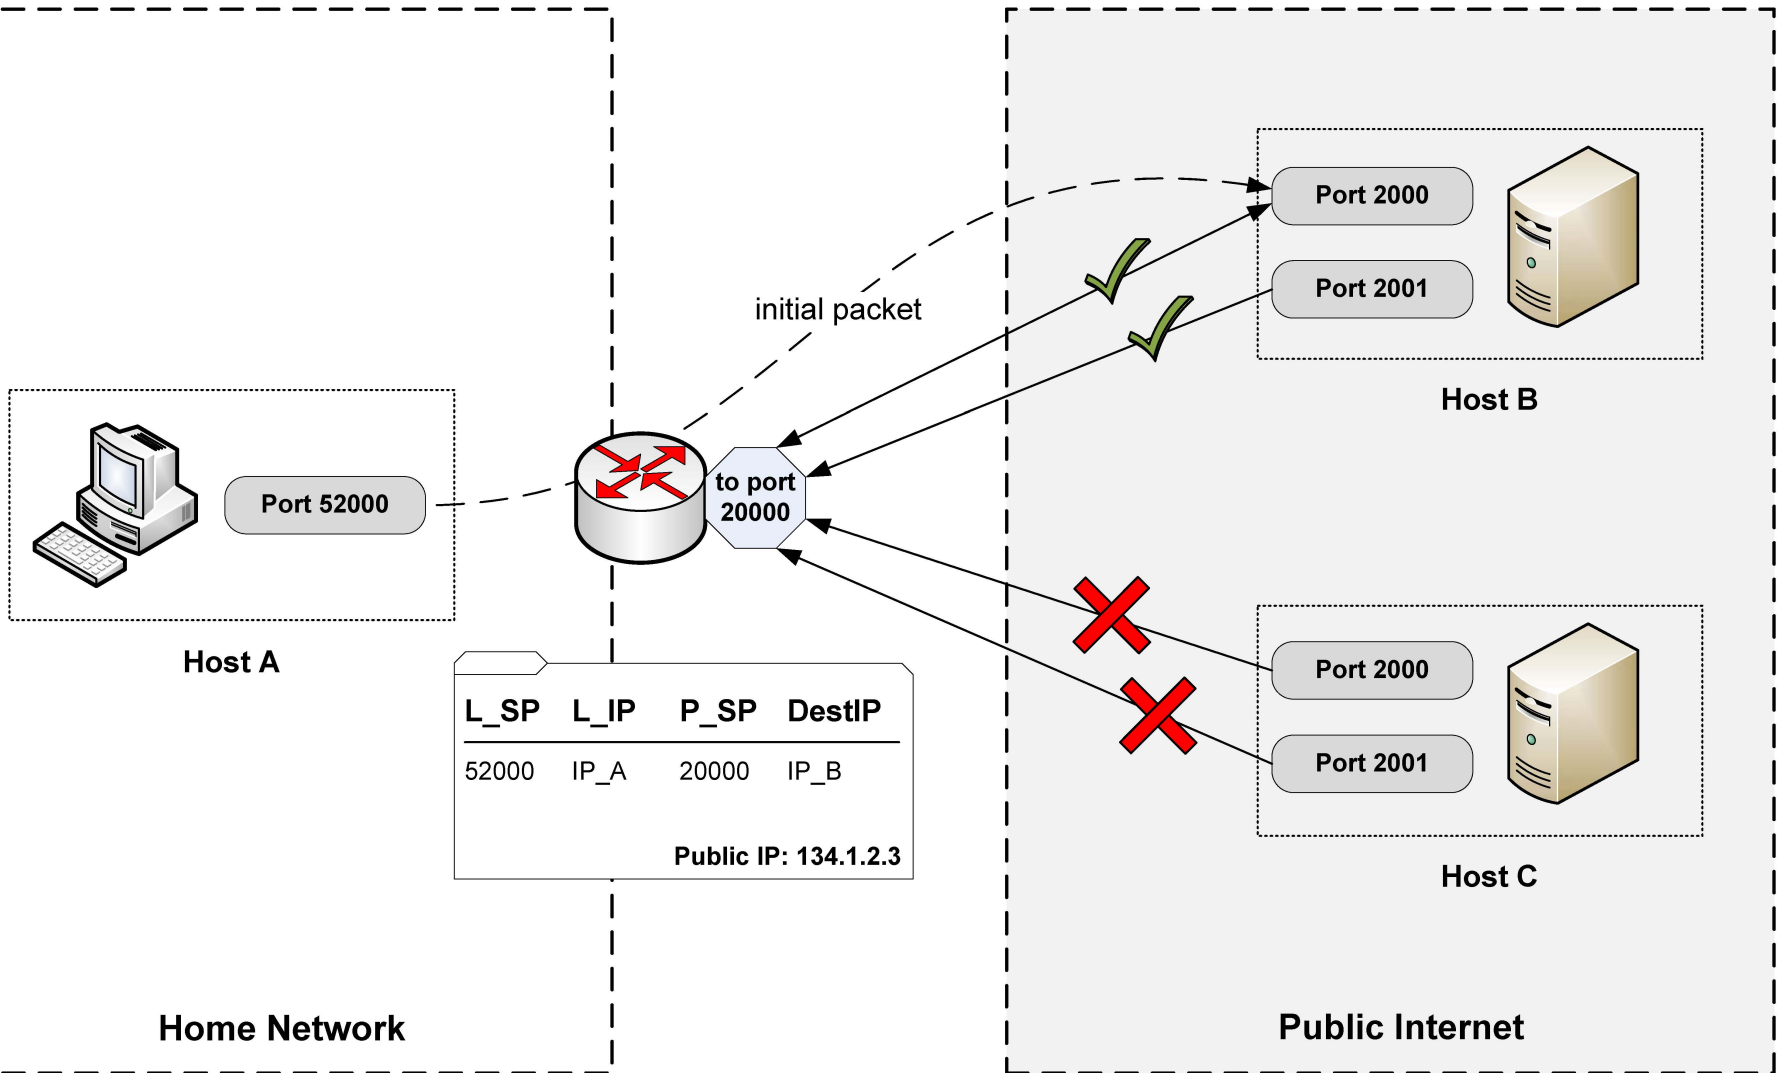 Port 2000
Port 2001
Host B
initial packet
to port
20000
Port 52000
Host A
Port 2000
Port 2001
Host C
L_SP L_IP P_SP DestIP
52000 IP_A 20000 IP_B
Public IP: 134.1.2.3
Home Network
Public Internet